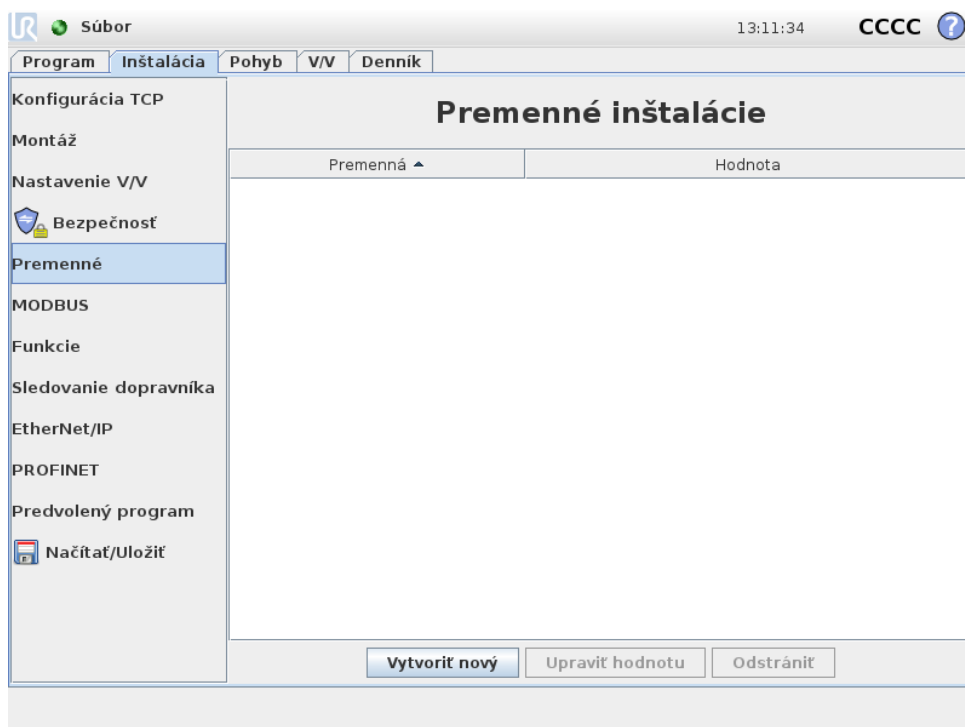 UR Súbor 13:11:34 CCCC ?
Program Inštalácia Pohyb V/V Denník
Konfigurácia TCP
Montáž
Nastavenie V/V
Bezpečnosť
Premenné
MODBUS
Funkcie
Sledovanie dopravníka
EtherNet/IP
PROFINET
Predvolený program
Načítať/Uložiť
Premenné inštalácie
Premenná Hodnota
Vytvoriť nový Upraviť hodnotu Odstrániť